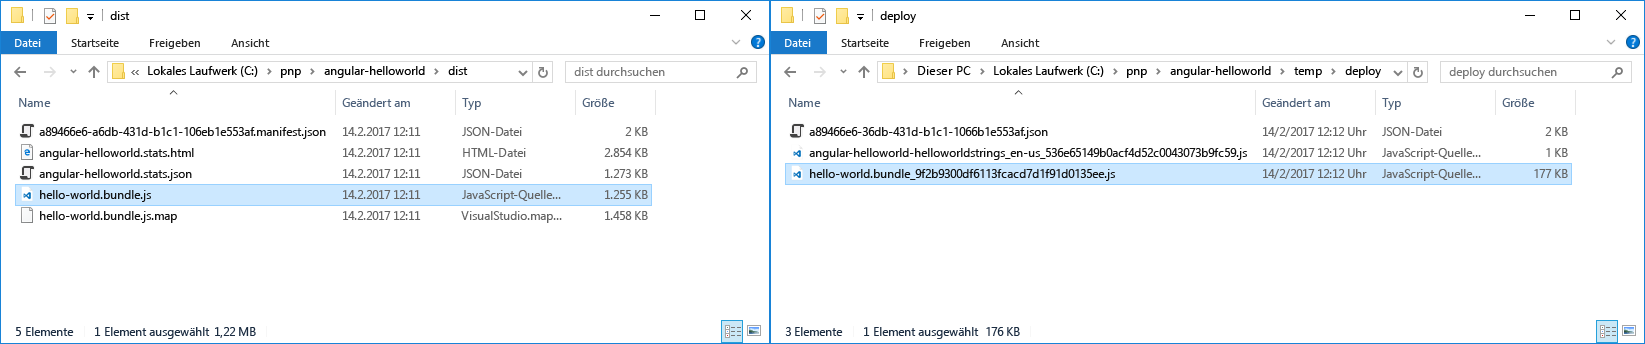 dist
Datei Startseite Freigeben Ansicht
« Lokales Laufwerk (C:) pnp angular-helloworld dist
dist durchsuchen
Name Geändert am Typ Größe
a89466e6-a6db-431d-b1c1-106eb1e553af.manifest.json 14.2.2017 12:11 JSON-Datei 2 KB
angular-helloworld.stats.html 14.2.2017 12:11 HTML-Datei 2.854 KB
angular-helloworld.stats.json 14.2.2017 12:11 JSON-Datei 1.273 KB
hello-world.bundle.js 14.2.2017 12:11 JavaScript-Quelle... 1.255 KB
hello-world.bundle.js.map 14.2.2017 12:11 VisualStudio.map... 1.458 KB
5 Elemente 1 Element ausgewählt 1,22 MB
deploy
Datei Startseite Freigeben Ansicht
Dieser PC Lokales Laufwerk (C:) pnp angular-helloworld temp deploy
deploy durchsuchen
Name Geändert am Typ Größe
a89466e6-36db-431d-b1c1-1066b1e553af.json 14/2/2017 12:12 Uhr JSON-Datei 2 KB
angular-helloworld-helloworldstrings_en-us_536e65149b0acf4d52c0043073b9fc59.js 14/2/2017 12:12 Uhr JavaScript-Quelle... 1 KB
hello-world.bundle_9f2b9300df6113fcacd7d1f91d0135ee.js 14/2/2017 12:12 Uhr JavaScript-Quelle... 177 KB
3 Elemente 1 Element ausgewählt 176 KB